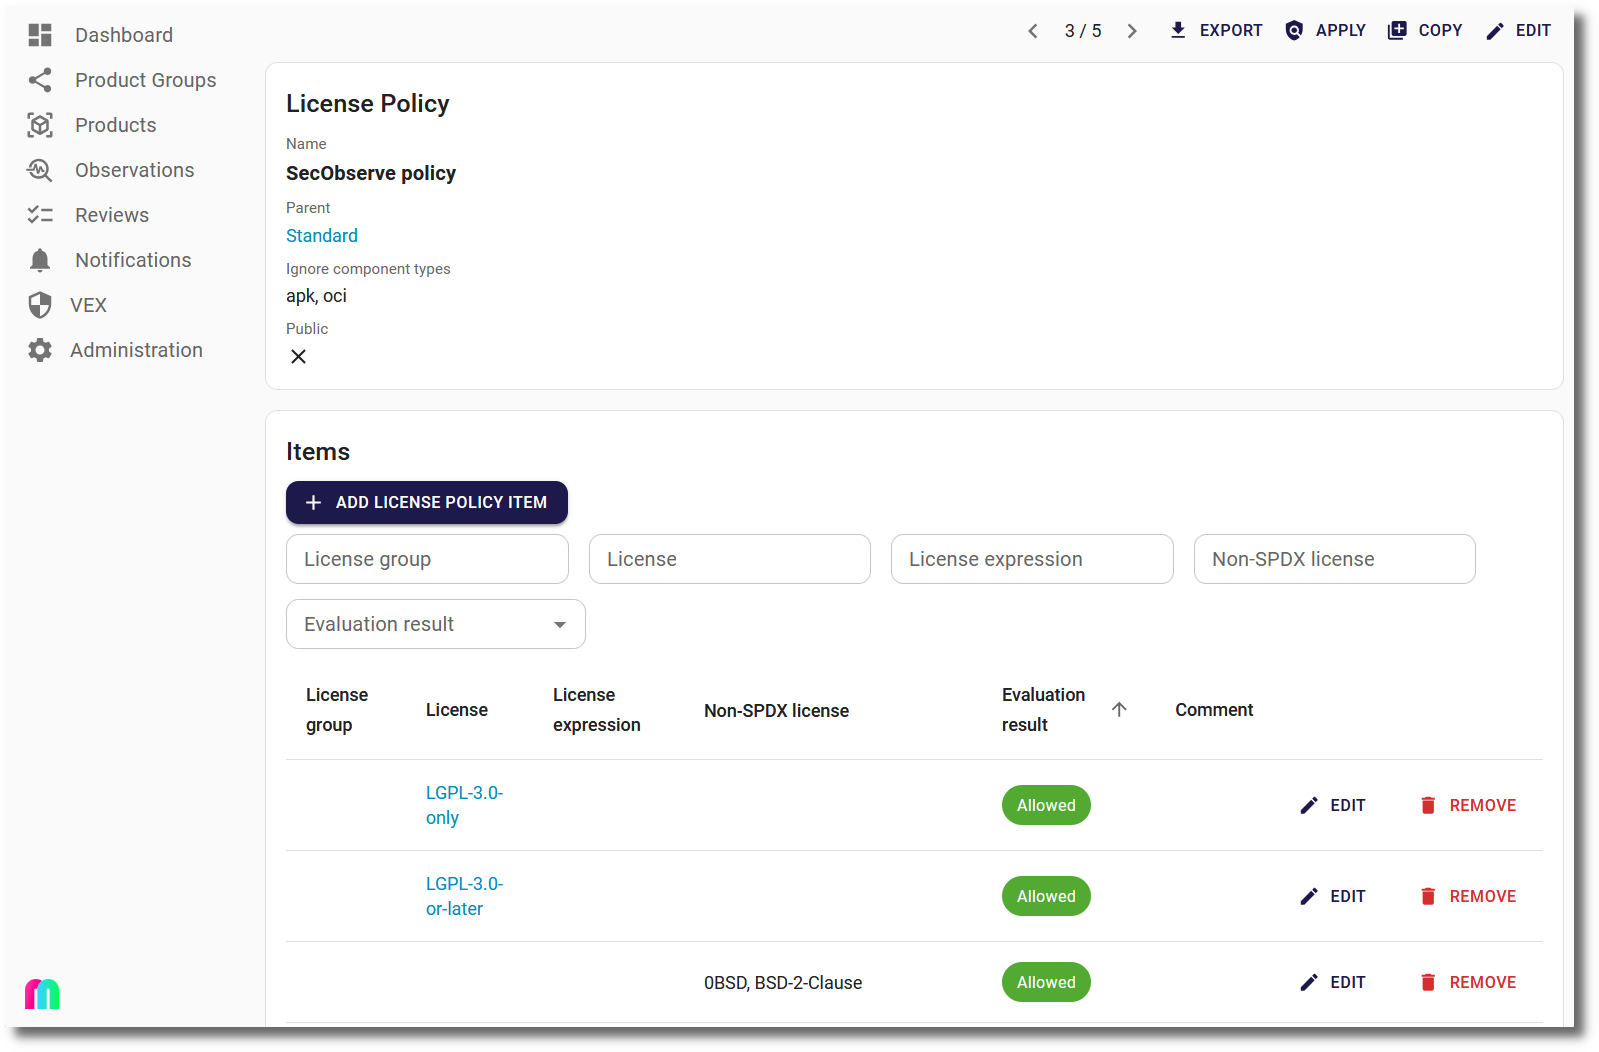 Dashboard
Product Groups
Products
Observations
Reviews
Notifications
VEX
Administration
3 / 5
EXPORT
APPLY
COPY
EDIT
License Policy
Name
SecObserve policy
Parent
Standard
Ignore component types
apk, oci
Public
Items
ADD LICENSE POLICY ITEM
License group
License
License expression
Non-SPDX license
Evaluation result
License
group
License
License
expression
Non-SPDX license
Evaluation
result
Comment
LGPL-3.0-
only
Allowed
EDIT
REMOVE
LGPL-3.0-
or-later
Allowed
EDIT
REMOVE
0BSD, BSD-2-Clause
Allowed
EDIT
REMOVE